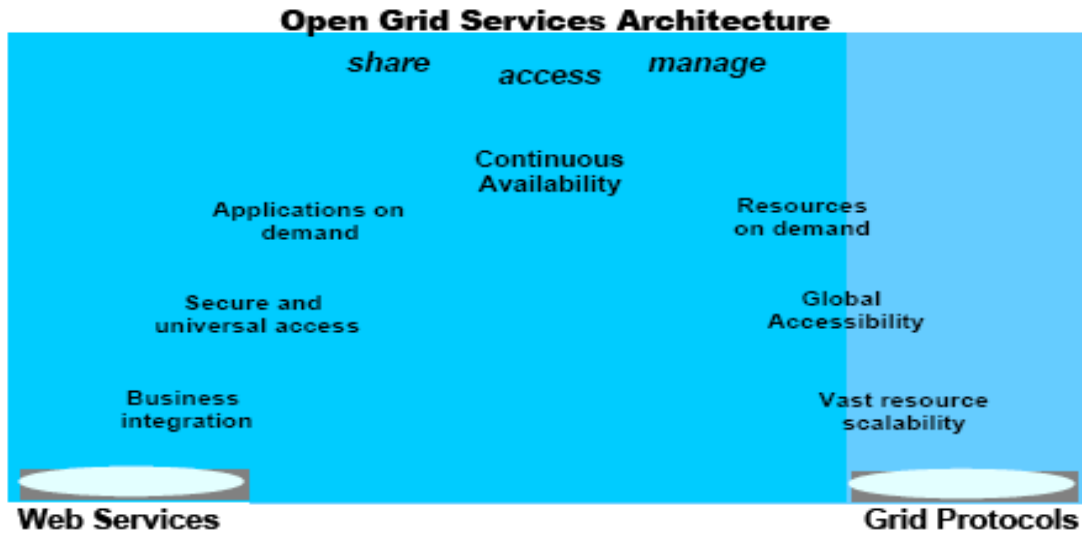 Open Grid Services Architecture
share
access
manage
Continuous
Availability
Applications on
demand
Resources
on demand
Secure and
universal access
Global
Accessibility
Business
integration
Vast resource
scalability
Web Services
Grid Protocols